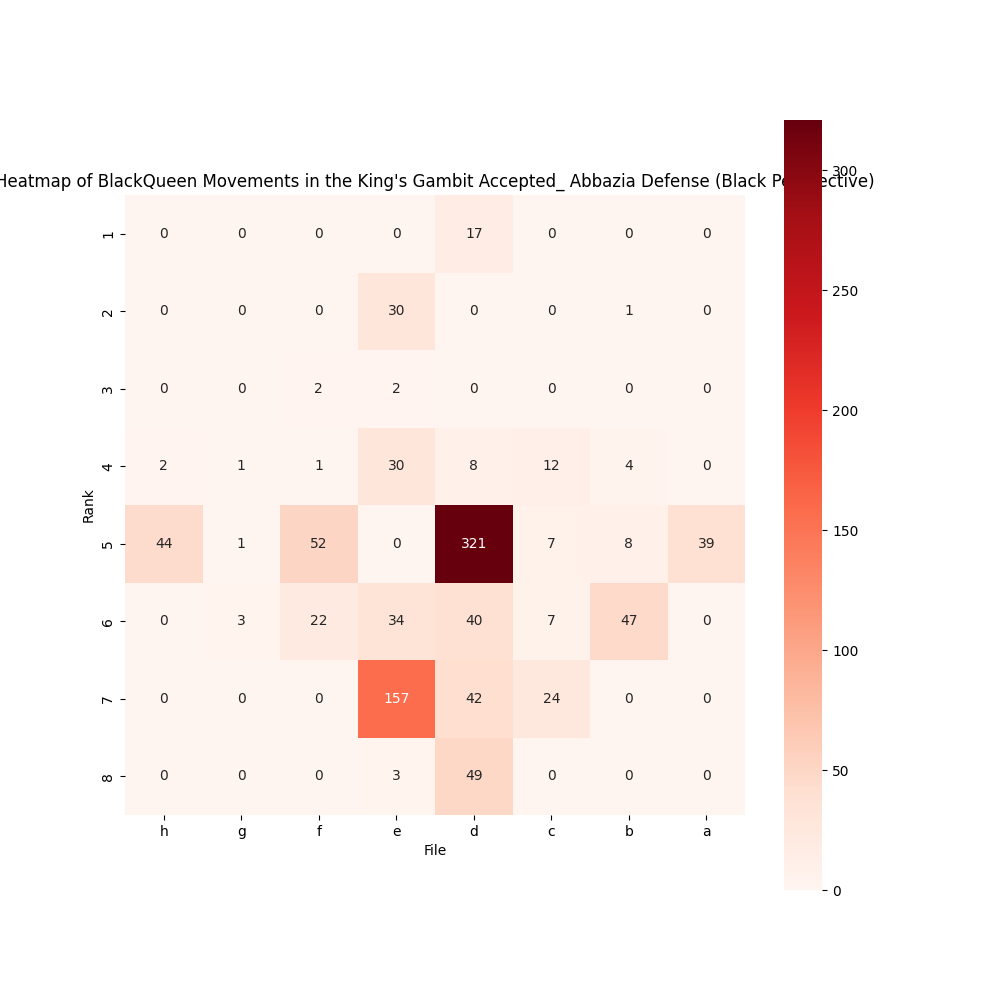 Heatmap of BlackQueen Movements in the King's Gambit Accepted_ Abbazia Defense (Black Perspective)
300
1 0 0 0 0 17 0 0 0
250
2 0 0 0 30 0 0 1 0
3 0 0 2 2 0 0 0 0
200
4 2 1 1 30 8 12 4 0
Rank
150
5 44 1 52 0 321 7 8 39
6 0 3 22 34 40 7 47 0
100
7 0 0 0 157 42 24 0 0
50
8 0 0 0 3 49 0 0 0
h g f e d c b a
File
0